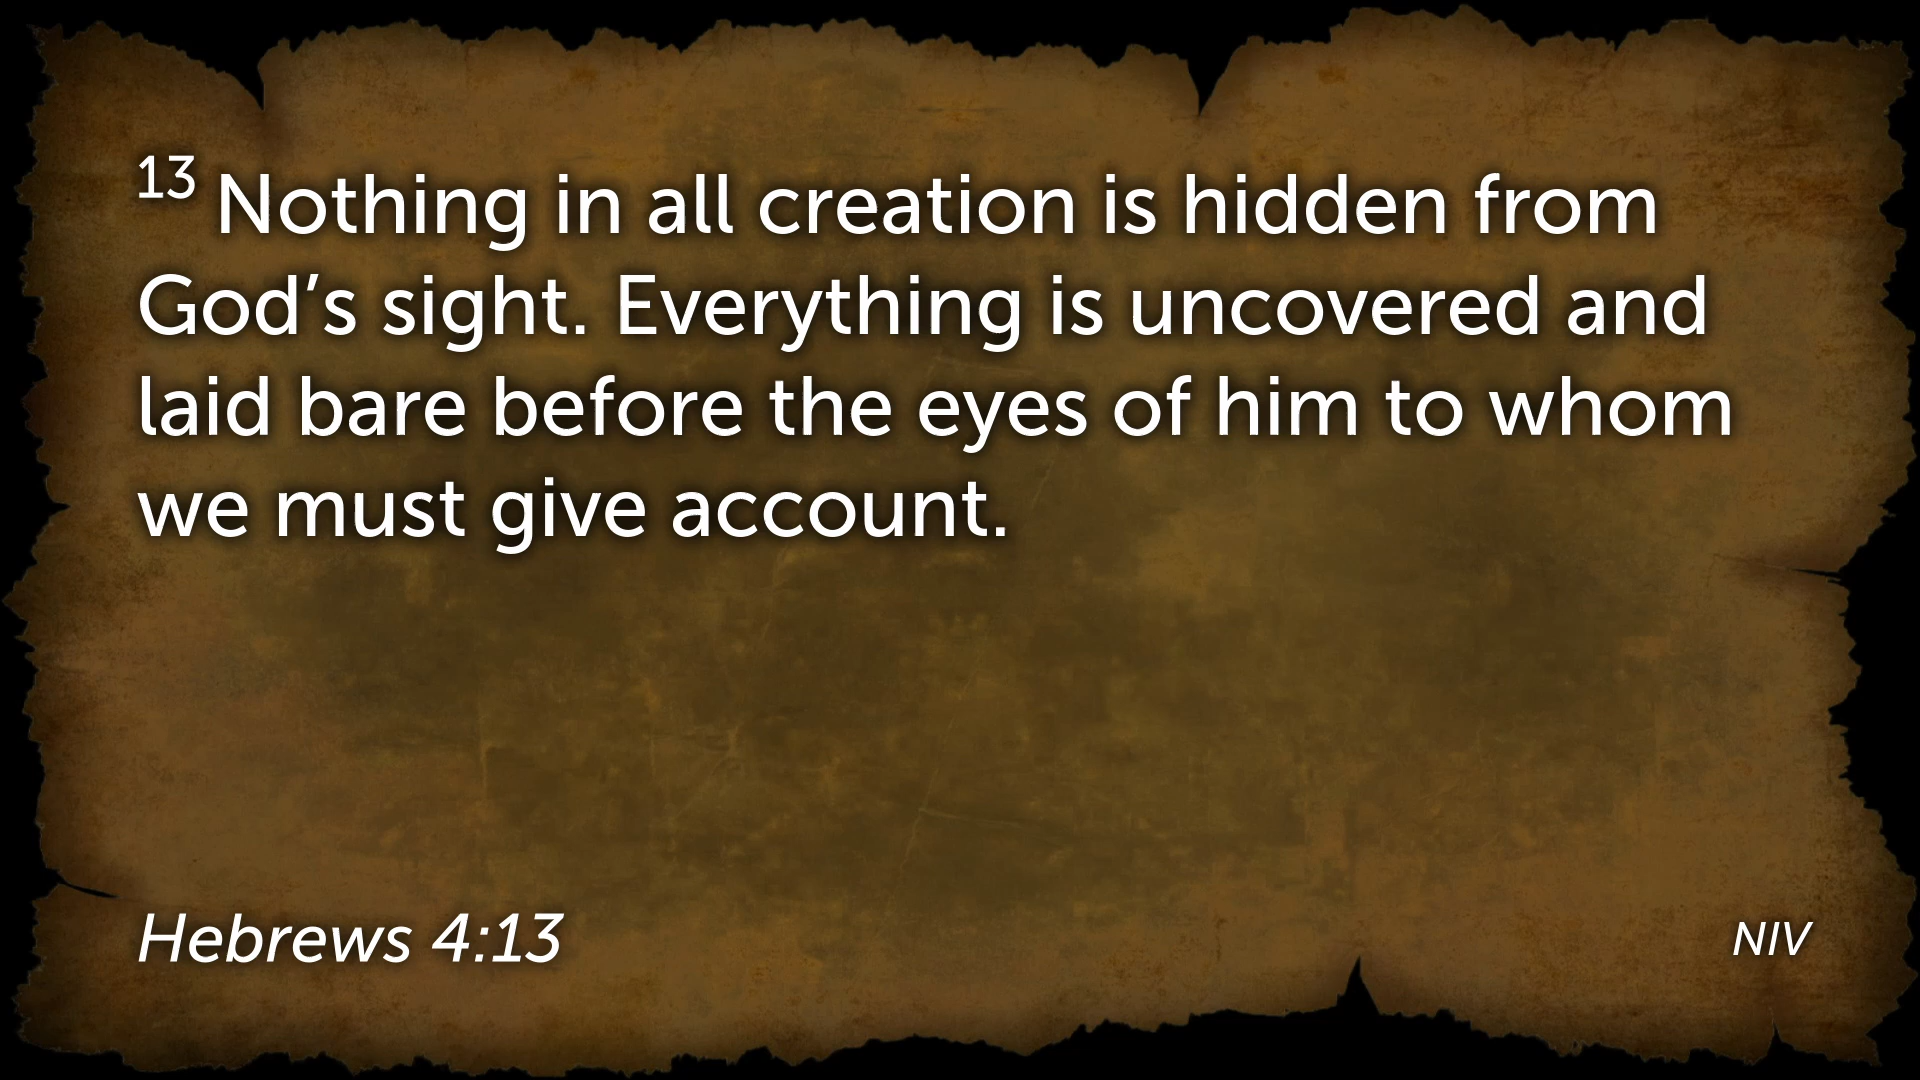 13 Nothing in all creation is hidden from
God’s sight. Everything is uncovered and
laid bare before the eyes of him to whom
we must give account.
Hebrews 4:13
NIV